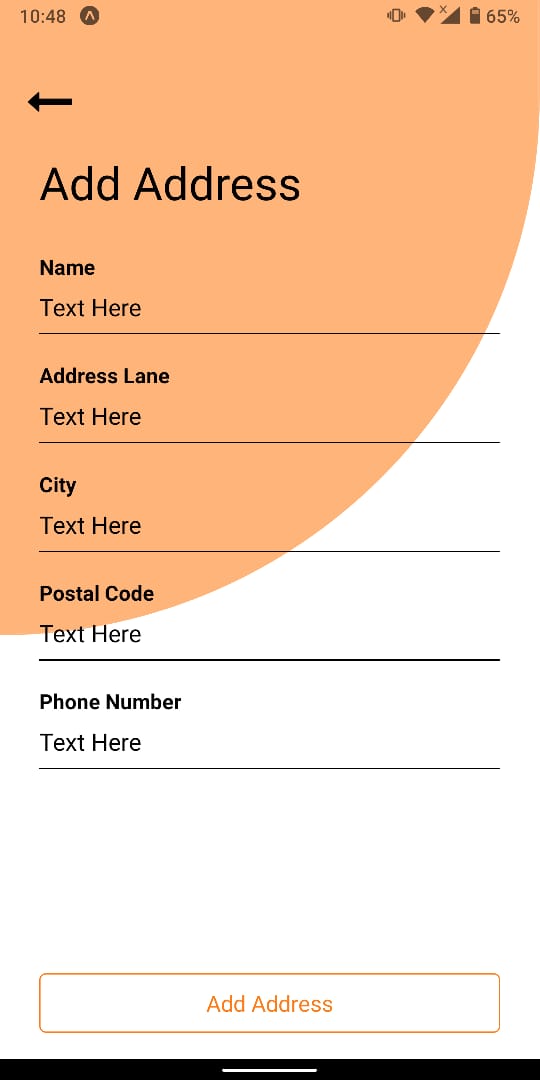 10:48
65%
Add Address
Name
Text Here
Address Lane
Text Here
City
Text Here
Postal Code
Text Here
Phone Number
Text Here
Add Address